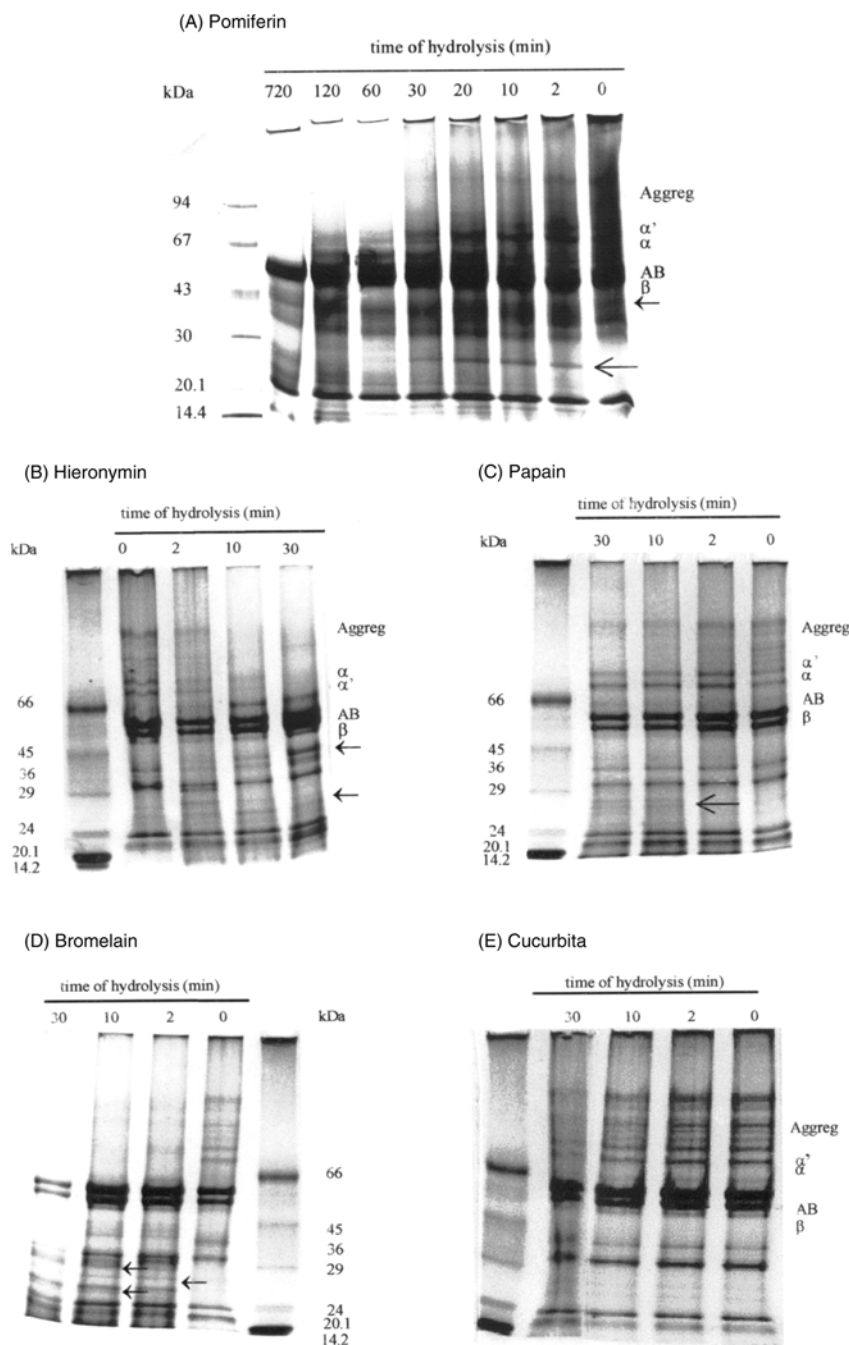 (A) Pomiferin
time of hydrolysis (min)
kDa 720 120 60 30 20 10 2 0
94
67
43
30
20.1
14.4
Aggreg
α'
α
AB
β
(B) Hieronymin
time of hydrolysis (min)
kDa 0 2 10 30
66
45
36
29
24
20.1
14.2
Aggreg
α
α'
AB
β
(C) Papain
time of hydrolysis (min)
kDa 30 10 2 0
66
45
36
29
24
20.1
14.2
Aggreg
α'
α
AB
β
(D) Bromelain
time of hydrolysis (min)
30 10 2 0 kDa
66
45
36
29
24
20.1
14.2
(E) Cucurbita
time of hydrolysis (min)
30 10 2 0
Aggreg
α'
α
AB
β